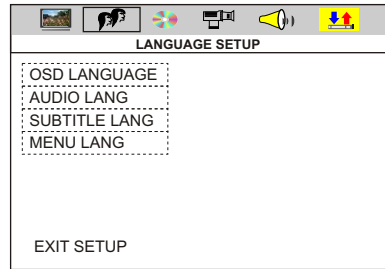 LANGUAGE SETUP
OSD LANGUAGE
AUDIO LANG
SUBTITLE LANG
MENU LANG
EXIT SETUP